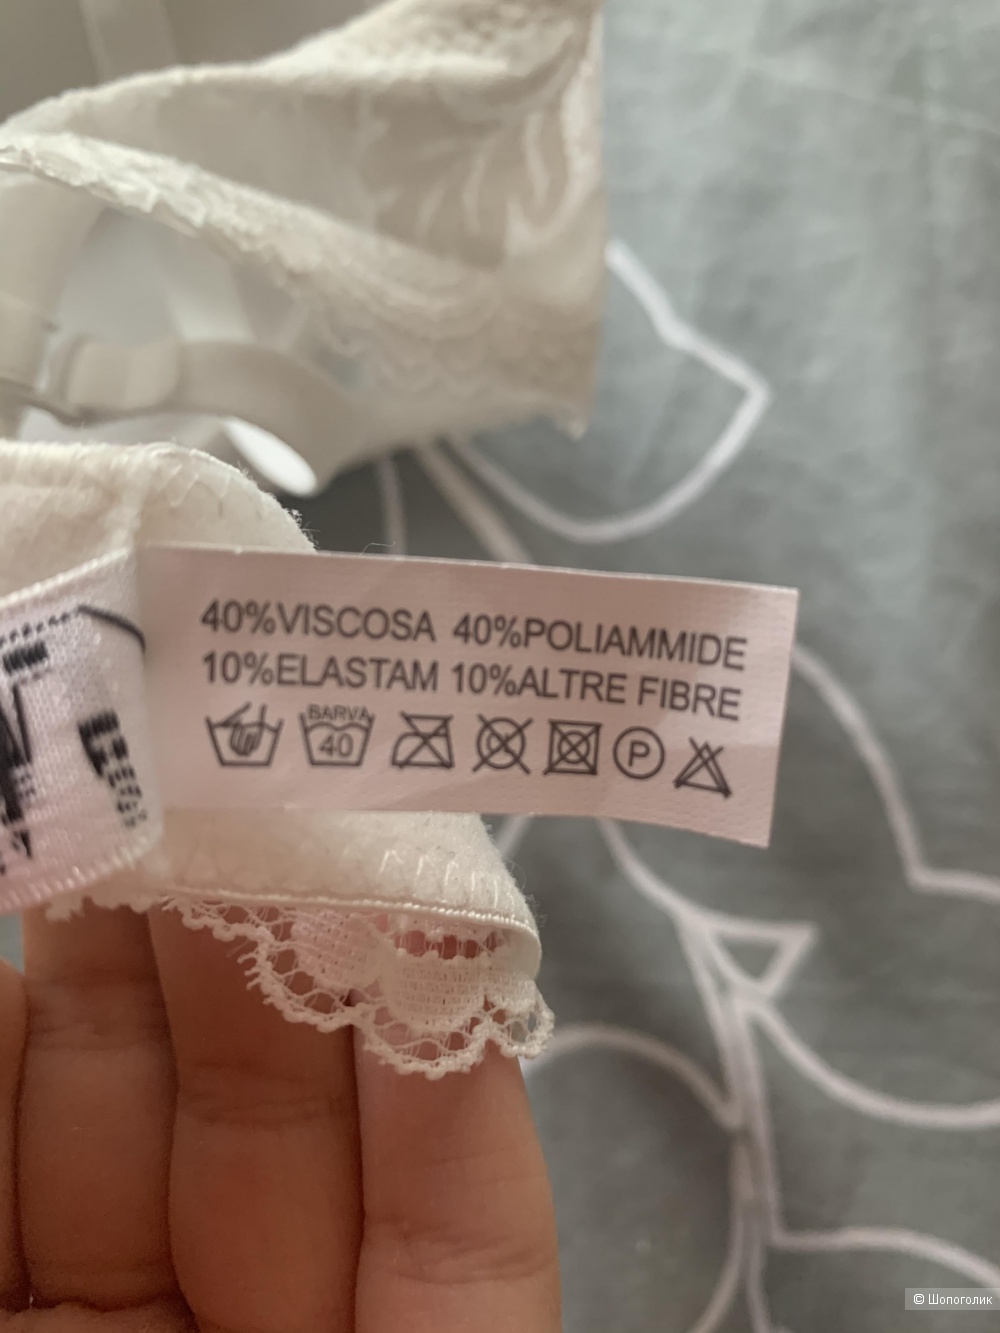 40%VISCOSA 40%POLIAMMIDE
10%ELASTAM 10%ALTRE FIBRE
BARVA
40
P
© Шопоголик